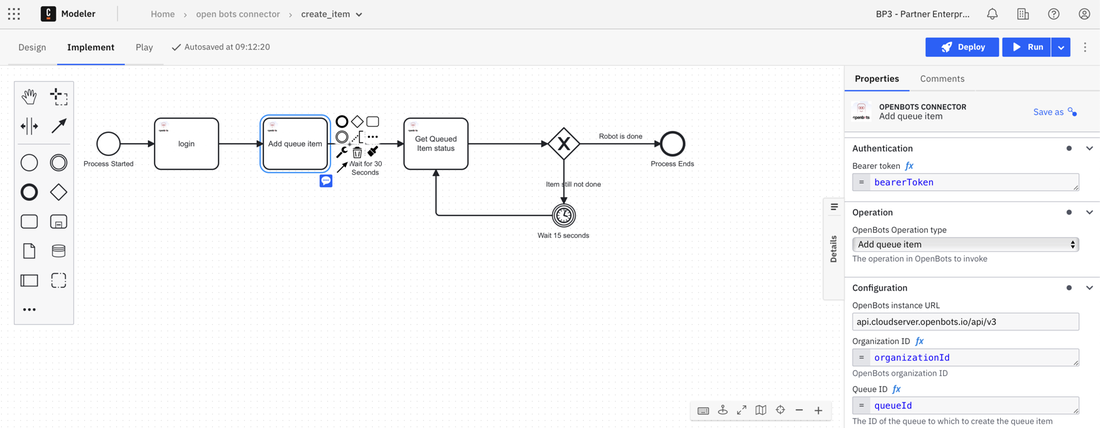 Modeler
Home
open bots connector
create_item
BP3 - Partner Enterpr...
Design
Implement
Play
Autosaved at 09:12:20
Deploy
Run
Process Started
login
Add queue item
Wait for 30
Seconds
Get Queued
Item status
Robot is done
Process Ends
Item still not done
Wait 15 seconds
Details
Properties
Comments
OPENBOTS CONNECTOR
Add queue item
Save as
Authentication
Bearer token fx
= bearerToken
Operation
OpenBots Operation type
Add queue item
The operation in OpenBots to invoke
Configuration
OpenBots instance URL
api.cloudserver.openbots.io/api/v3
Organization ID fx
= organizationId
OpenBots organization ID
Queue ID fx
= queueId
The ID of the queue to which to create the queue item